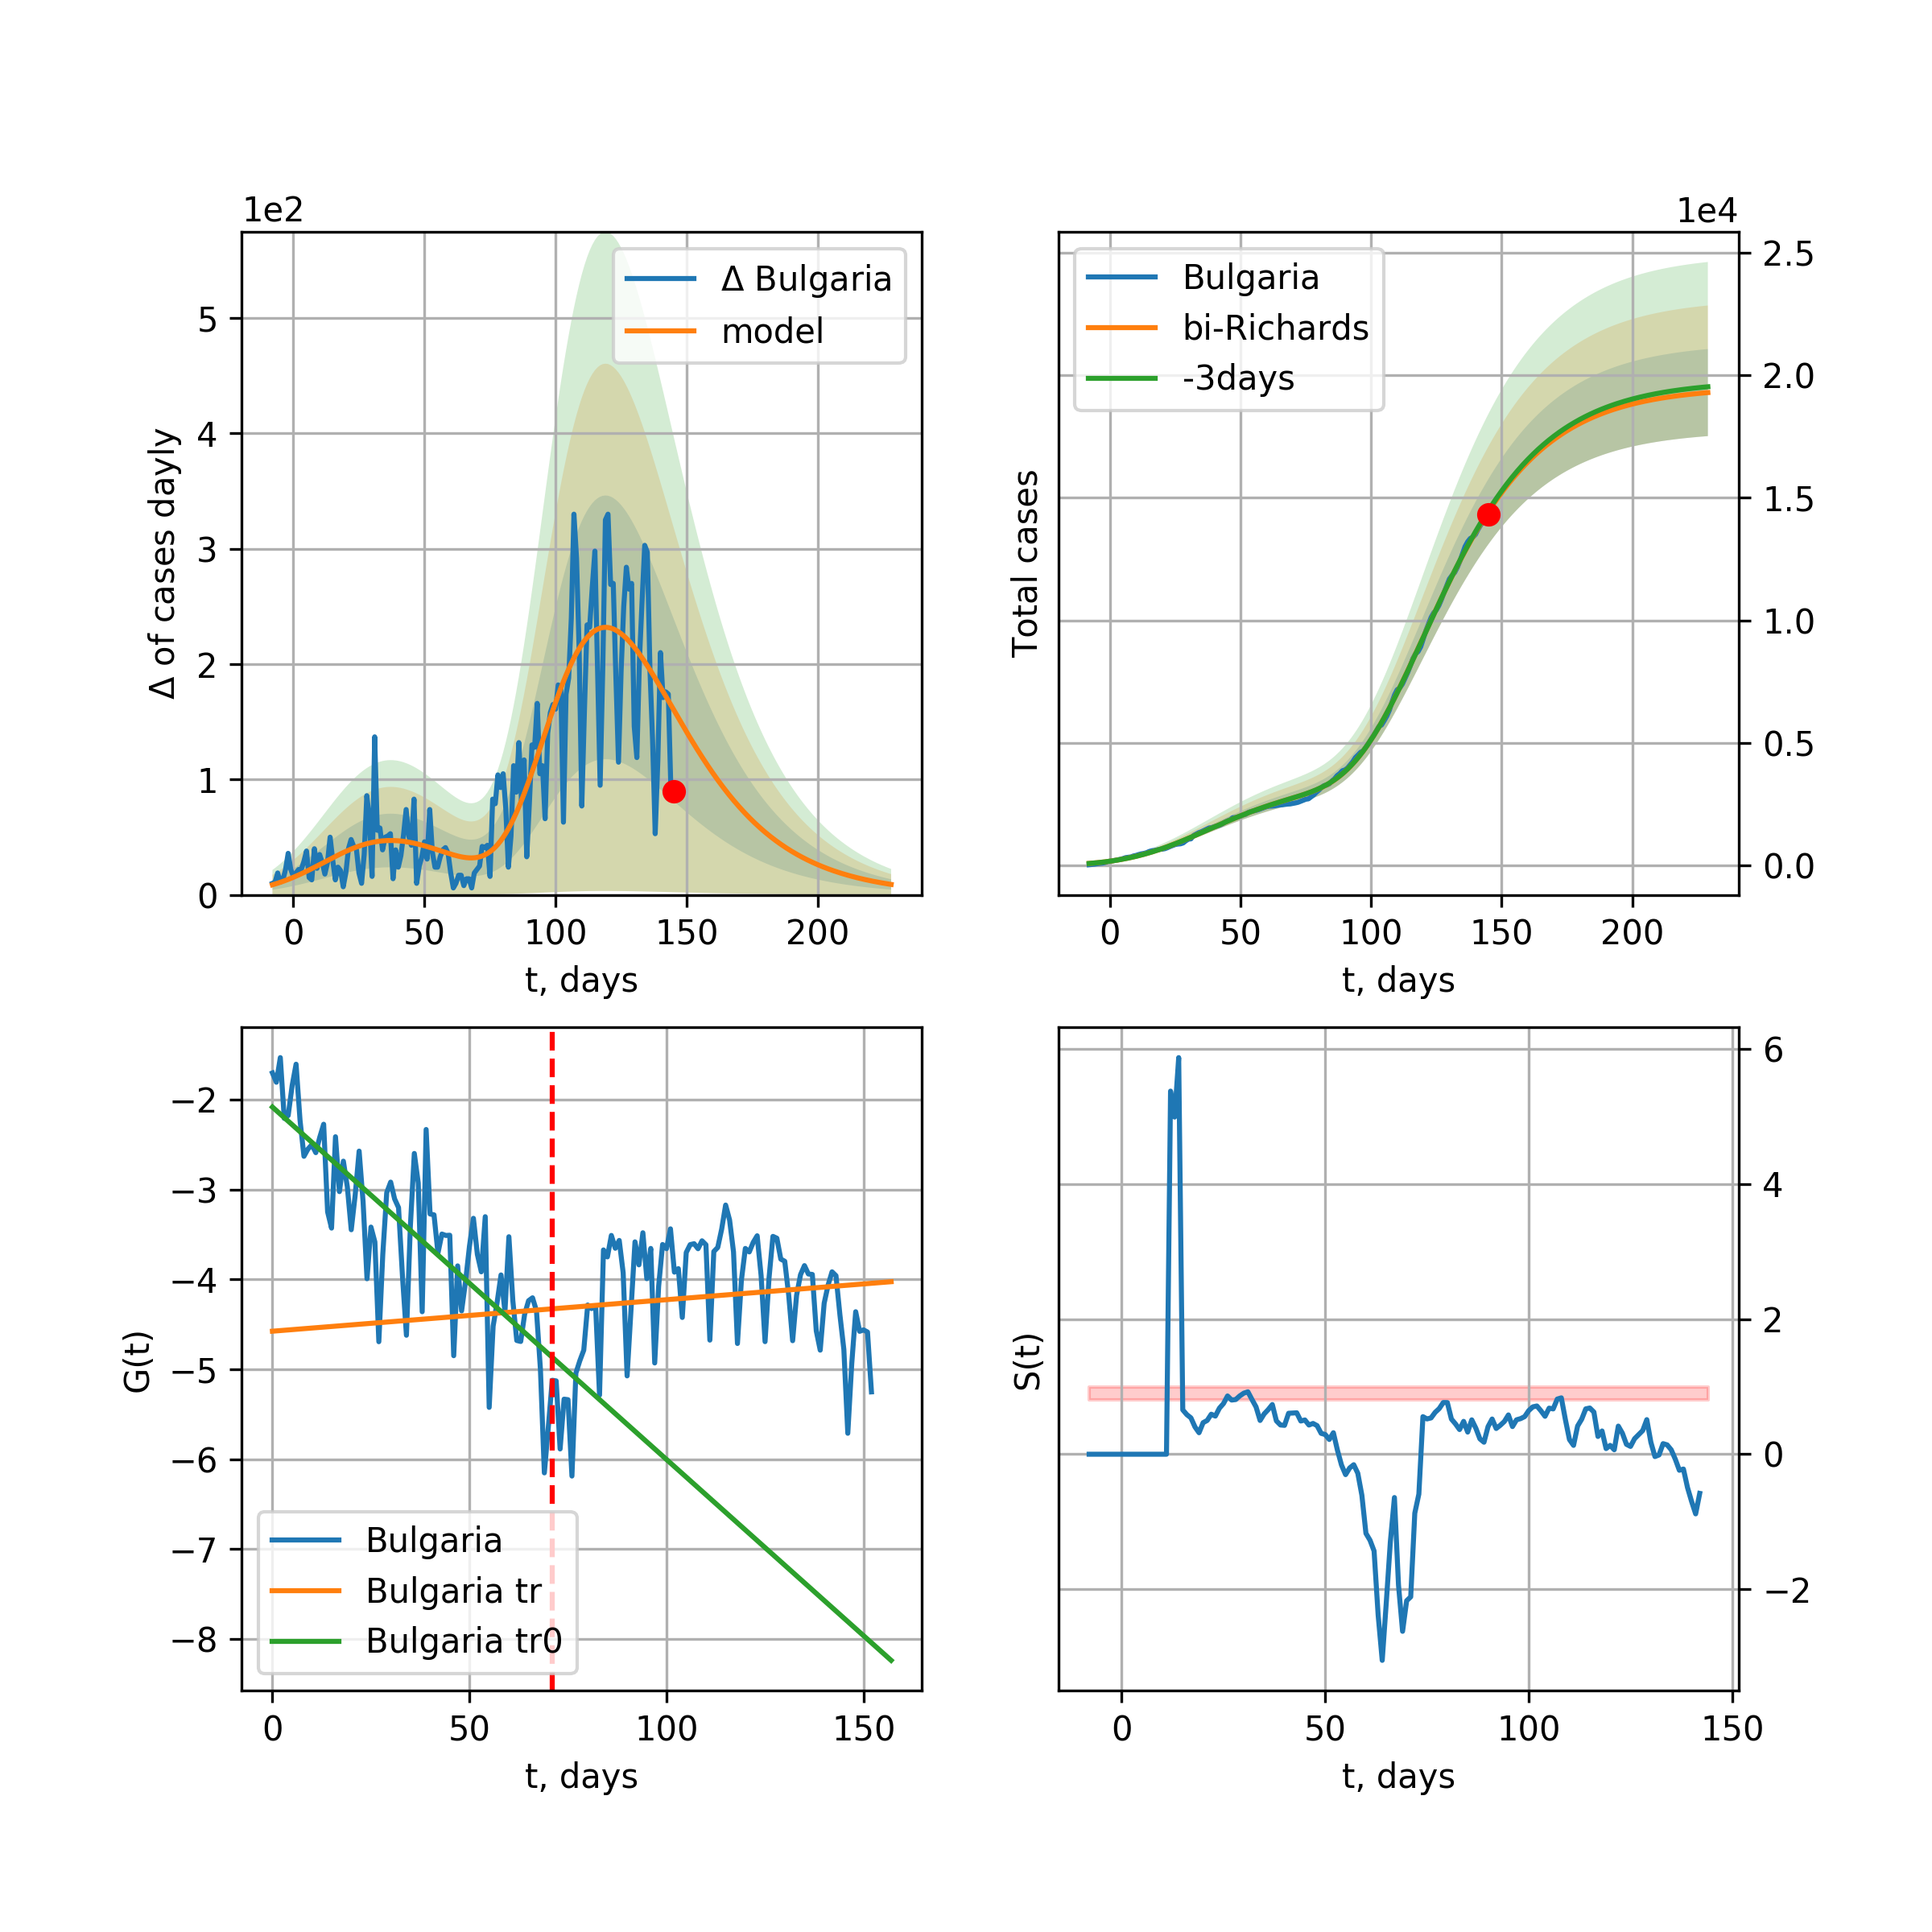 1e2
Δ of cases dayly
5
4
3
2
1
0
Δ Bulgaria
model
0 50 100 150 200
t, days
1e4
Total cases
Bulgaria
bi-Richards
-3days
2.5
2.0
1.5
1.0
0.5
0.0
0 50 100 150 200
t, days
G(t)
−2
−3
−4
−5
−6
−7
−8
Bulgaria
Bulgaria tr
Bulgaria tr0
0 50 100 150
t, days
S(t)
6
4
2
0
−2
0 50 100 150
t, days